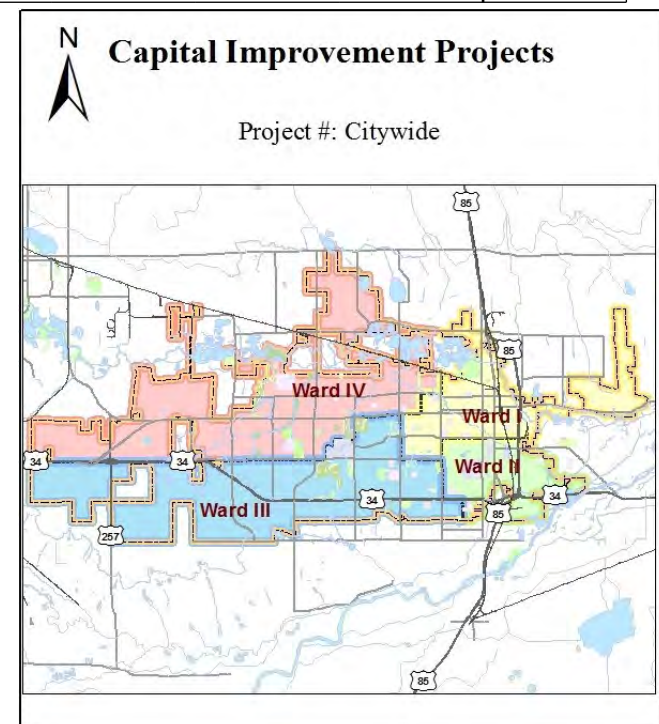 N
Capital Improvement Projects
Project #: Citywide
85
85
Ward IV
Ward I
34
34
Ward II
Ward III
34
34
85
257
85